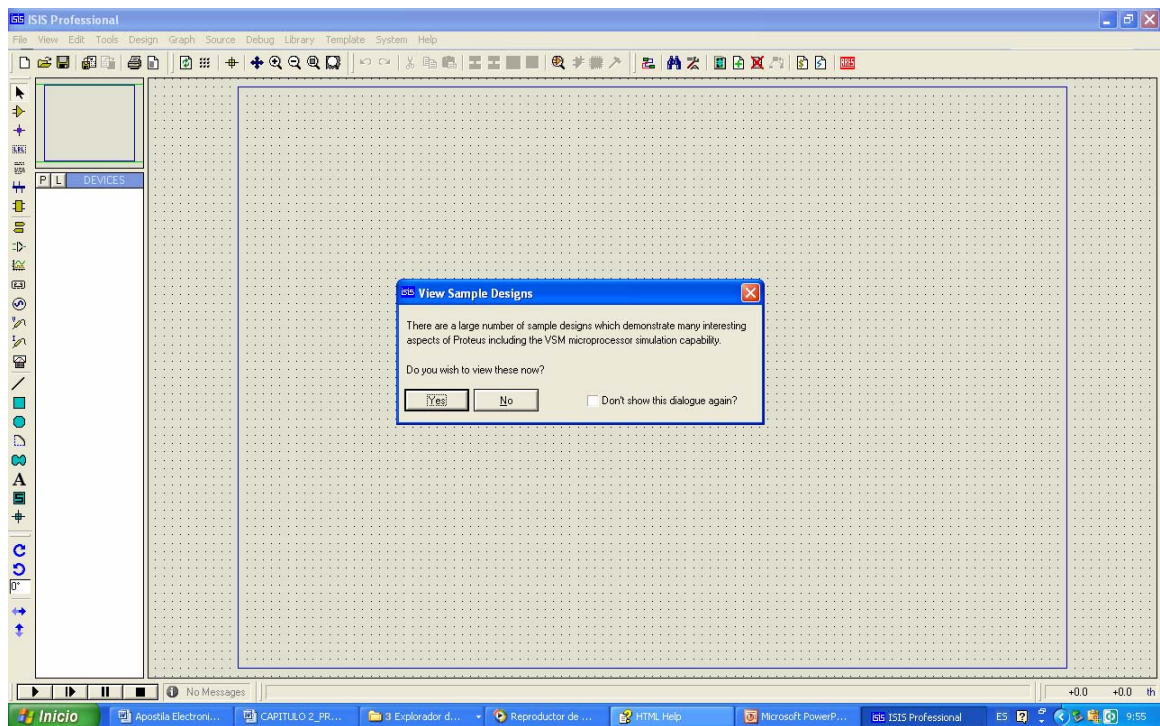 ISIS Professional
File View Edit Tools Design Graph Source Debug Library Template System Help
P L DEVICES
View Sample Designs
There are a large number of sample designs which demonstrate many interesting
aspects of Proteus including the VSM microprocessor simulation capability.
Do you wish to view these now?
Yes No Don't show this dialogue again?
A
0°
No Messages +0.0 +0.0 th
Inicio Apostila Electroni... CAPITULO 2_PR... 3 Explorador d... Reproductor de ... HTML Help Microsoft PowerP... ISIS Professional ES 9:55